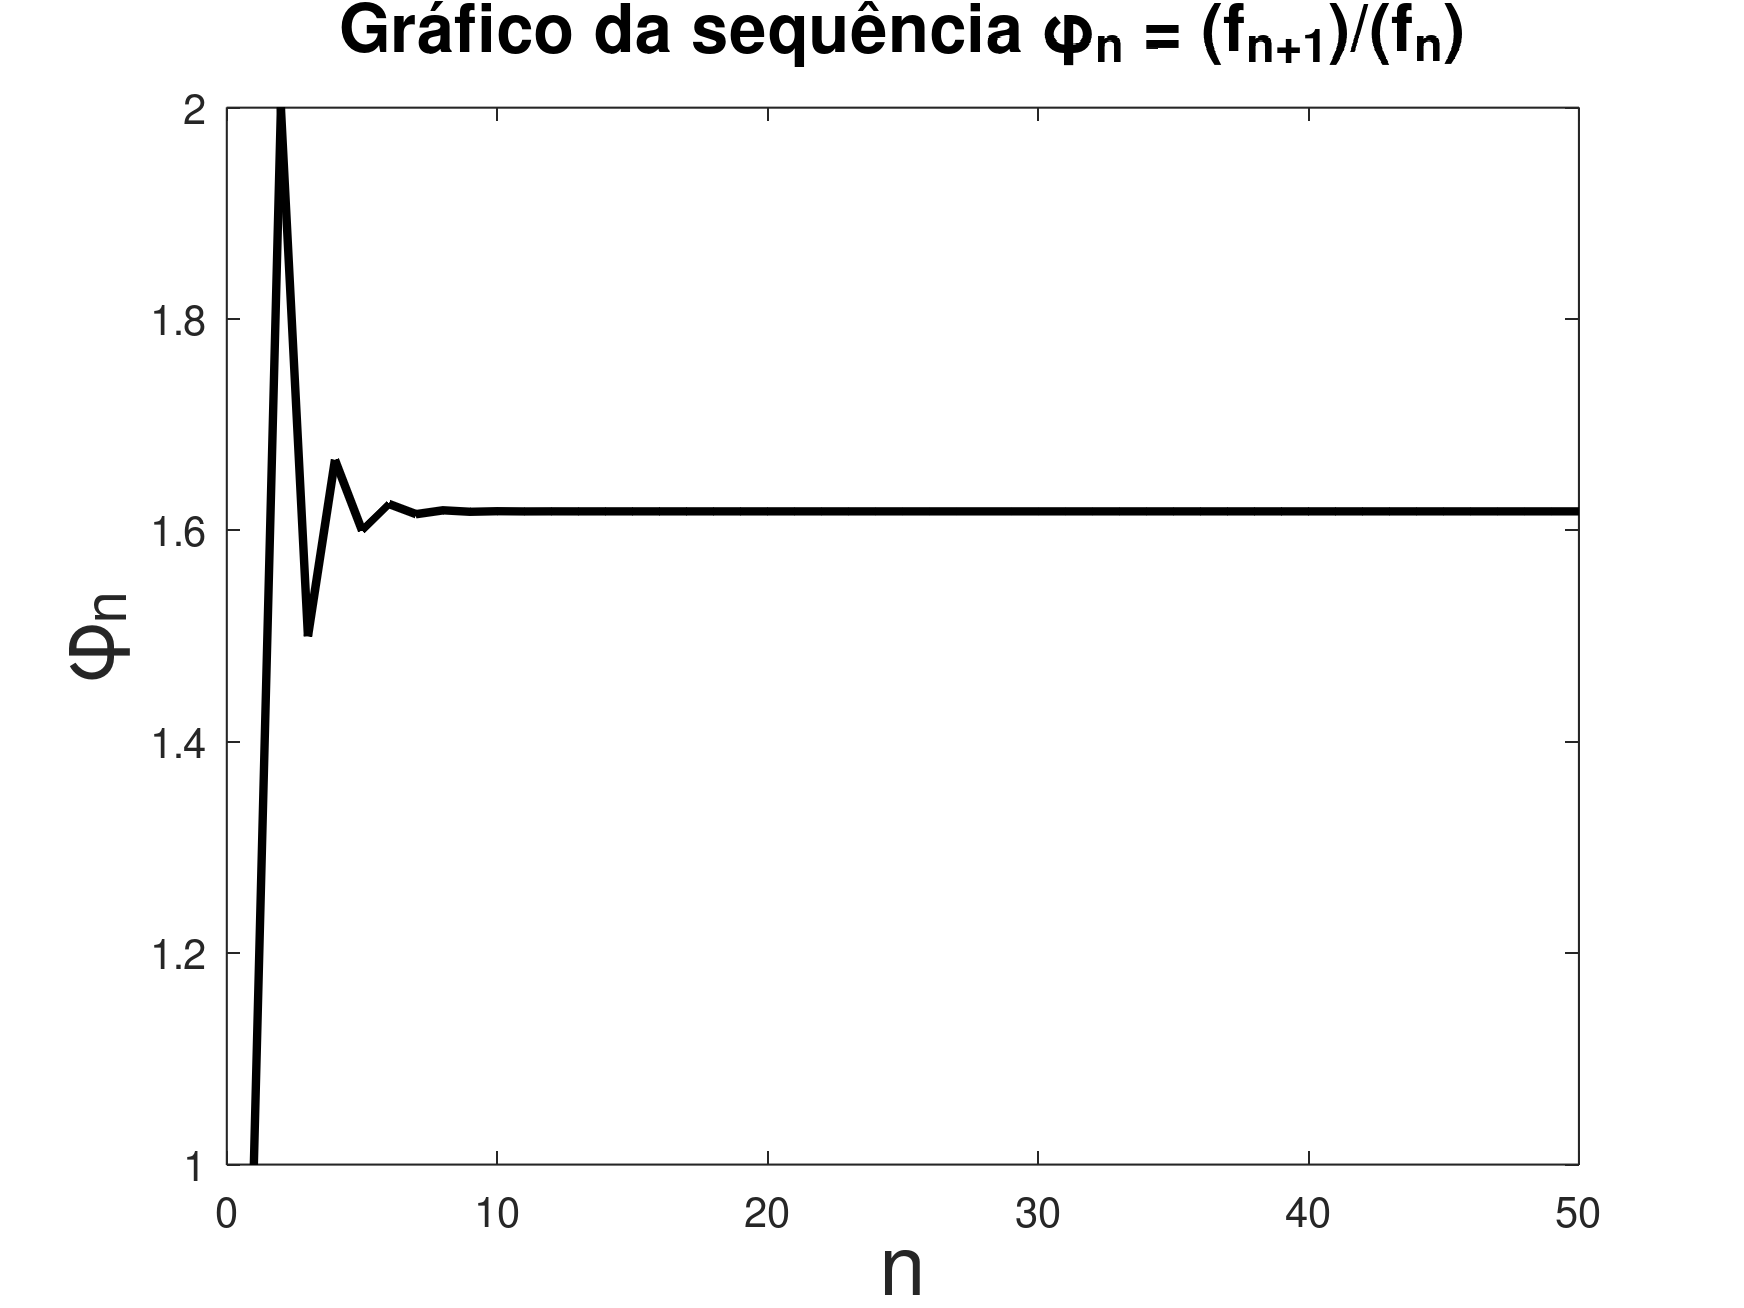 Gráfico da sequência φn = (fn+1)/(fn)
2
1.8
1.6
1.4
1.2
1
φn
0 10 20 30 40 50
n